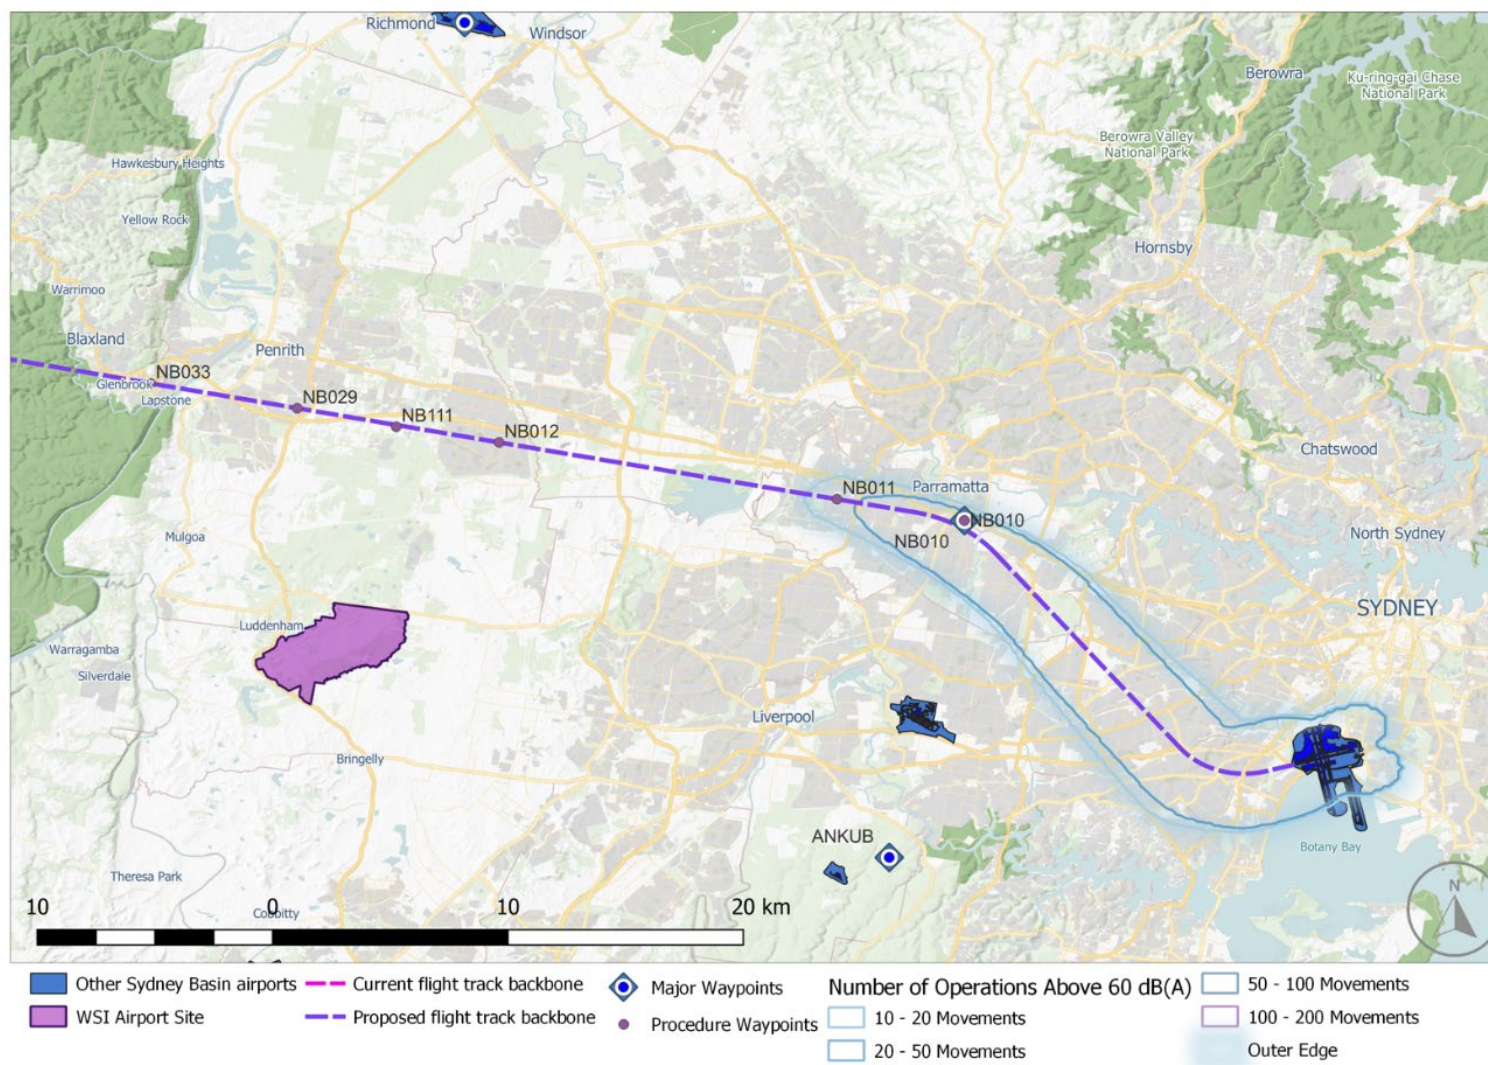 Richmond
Windsor
Berowra
Ku-ring-gai Chase
National Park
Berowra Valley
National Park
Hawkesbury Heights
Yellow Rock
Hornsby
Warrimoo
Blaxland
Penrith
NB033
Glenbrook
Lapstone
NB029
NB111
NB012
Chatswood
NB011
Parramatta
NB010
NB010
North Sydney
Mulgoa
SYDNEY
Luddenham
Warragamba
Silverdale
Liverpool
Bringelly
ANKUB
Botany Bay
Theresa Park
N
10 0 10 20 km
Cobbitty
Other Sydney Basin airports
WSI Airport Site
Current flight track backbone
Proposed flight track backbone
Major Waypoints
Procedure Waypoints
Number of Operations Above 60 dB(A)
10 - 20 Movements
20 - 50 Movements
50 - 100 Movements
100 - 200 Movements
Outer Edge